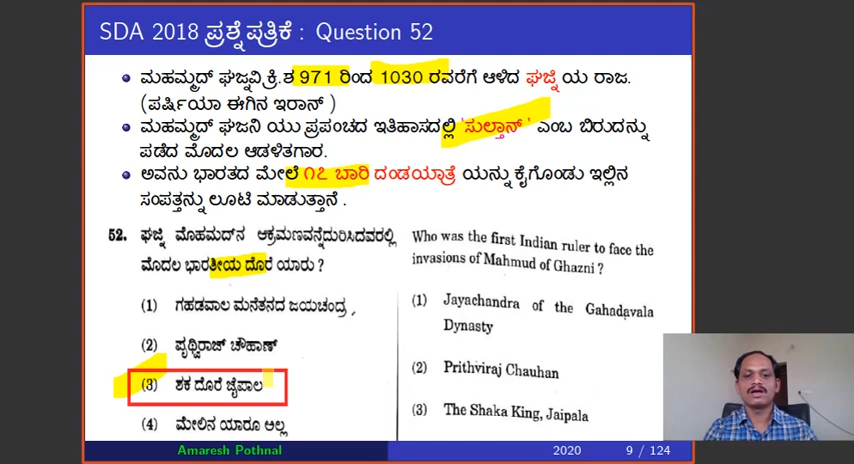 SDA 2018 ಪ್ರಶ್ನೆಪತ್ರಿಕೆ : Question 52
ಮಹಮ್ಮದ್ ಘಜ್ನವಿ ಕ್ರಿ.ಶ 971 ರಿಂದ 1030 ರವರೆಗೆ ಆಳಿದ ಘಜ್ನಿ ಯ ರಾಜ.
(ಪರ್ಷಿಯಾ ಈಗಿನ ಇರಾನ್ )
ಮಹಮ್ಮದ್ ಘಜನಿ ಯು ಪ್ರಪಂಚದ ಇತಿಹಾಸದಲ್ಲಿ 'ಸುಲ್ತಾನ್ ' ಎಂಬ ಬಿರುದನ್ನು
ಪಡೆದ ಮೊದಲ ಆಡಳಿತಗಾರ.
ಅವನು ಭಾರತದ ಮೇಲೆ ೧೭ ಬಾರಿ ದಂಡಯಾತ್ರೆ ಯನ್ನು ಕೈಗೊಂಡು ಇಲ್ಲಿನ
ಸಂಪತ್ತನ್ನು ಲೂಟಿ ಮಾಡುತ್ತಾನೆ .
52. ಘಜ್ನಿ ಮೊಹಮದ್‌ನ ಆಕ್ರಮಣವನ್ನೆದುರಿಸಿದವರಲ್ಲಿ
ಮೊದಲ ಭಾರತೀಯ ದೊರೆ ಯಾರು ?
(1) ಗಹಡವಾಲ ಮನೆತನದ ಜಯಚಂದ್ರ
(2) ಪೃಥ್ವಿರಾಜ್ ಚೌಹಾಣ್
(3) ಶಕ ದೊರೆ ಜೈಪಾಲ
(4) ಮೇಲಿನ ಯಾರೂ ಅಲ್ಲ
Who was the first Indian ruler to face the
invasions of Mahmud of Ghazni ?
(1) Jayachandra of the Gahadavala
Dynasty
(2) Prithviraj Chauhan
(3) The Shaka King, Jaipala
Amaresh Pothnal 2020 9 / 124